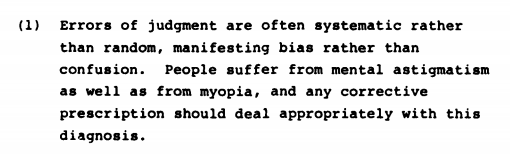 (1) Errors of judgment are often systematic rather
than random, manifesting bias rather than
confusion. People suffer from mental astigmatism
as well as from myopia, and any corrective
prescription should deal appropriately with this
diagnosis.